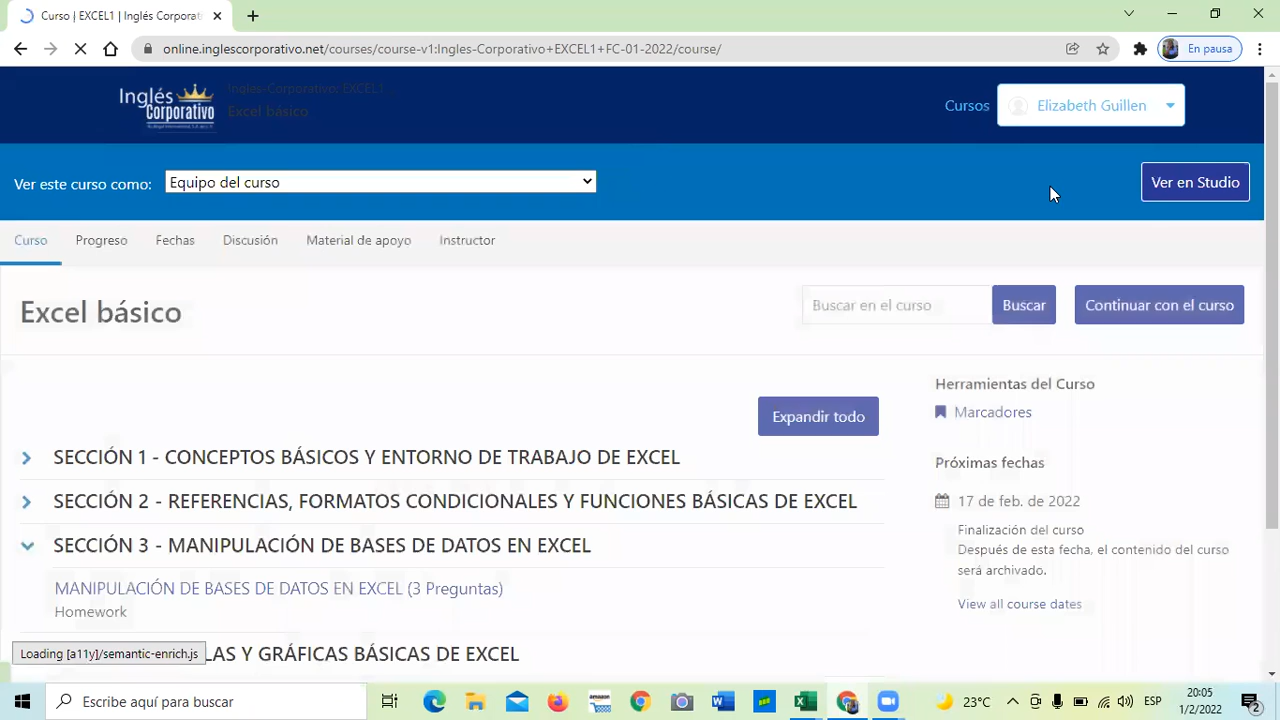 Curso | EXCEL1 | Inglés Corporati
online.inglescorporativo.net/courses/course-v1:Ingles-Corporativo+EXCEL1+FC-01-2022/course/
En pausa
Inglés
Corporativo
Ingles-Corporativo: EXCEL1
Excel básico
Cursos
Elizabeth Guillen
Ver este curso como:
Equipo del curso
Ver en Studio
Curso
Progreso
Fechas
Discusión
Material de apoyo
Instructor
Excel básico
Buscar en el curso
Buscar
Continuar con el curso
Herramientas del Curso
Marcadores
Expandir todo
SECCIÓN 1 - CONCEPTOS BÁSICOS Y ENTORNO DE TRABAJO DE EXCEL
Próximas fechas
SECCIÓN 2 - REFERENCIAS, FORMATOS CONDICIONALES Y FUNCIONES BÁSICAS DE EXCEL
17 de feb. de 2022
Finalización del curso
Después de esta fecha, el contenido del curso
será archivado.
SECCIÓN 3 - MANIPULACIÓN DE BASES DE DATOS EN EXCEL
MANIPULACIÓN DE BASES DE DATOS EN EXCEL (3 Preguntas)
Homework
View all course dates
Loading [a11y]/semantic-enrich.js
LAS Y GRÁFICAS BÁSICAS DE EXCEL
Escribe aquí para buscar
amazon
23°C
ESP
20:05
1/2/2022
2